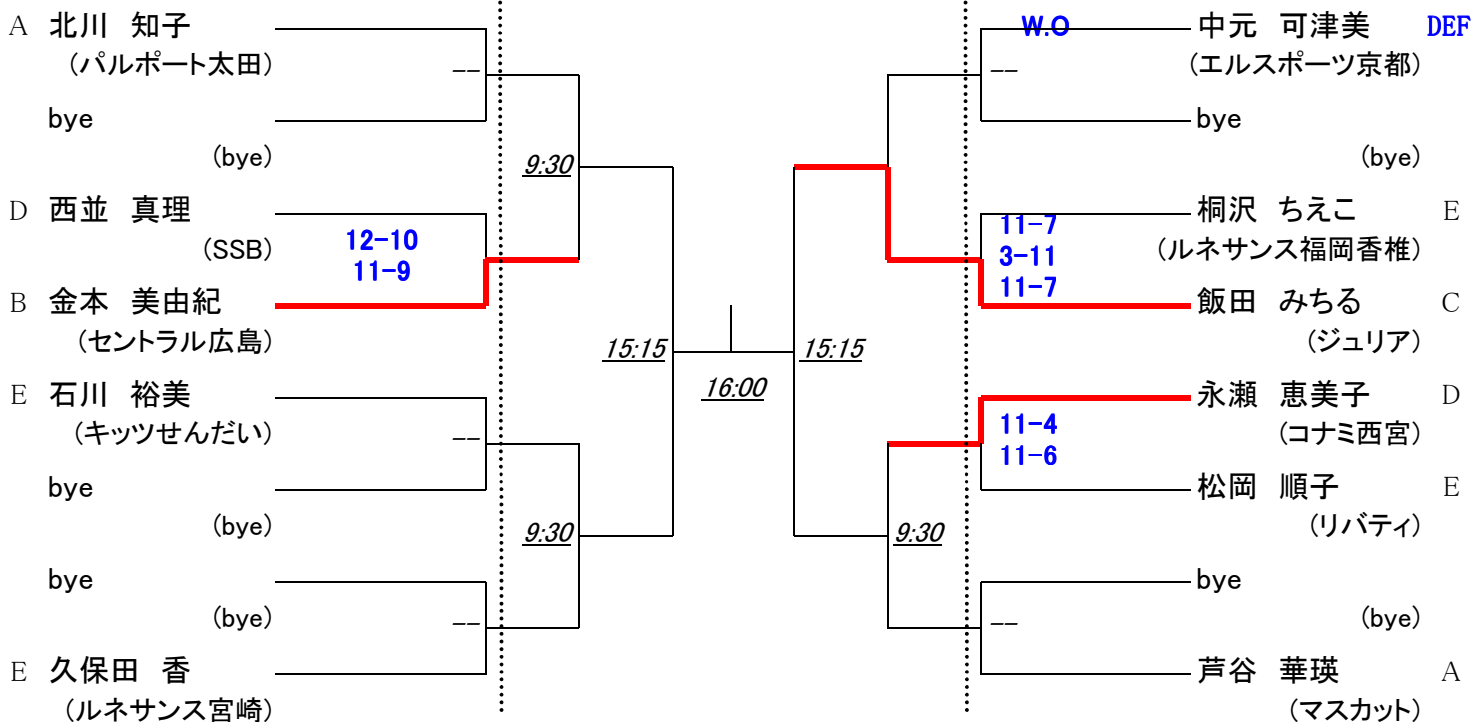 A 北川 知子
(パルポート太田)
--
bye
(bye)
9:30
D 西並 真理
(SSB)
12-10
11-9
B 金本 美由紀
(セントラル広島)
15:15
E 石川 裕美
(キッツせんだい)
--
bye
(bye)
9:30
bye
(bye)
--
E 久保田 香
(ルネサンス宮崎)
16:00
W.O
中元 可津美 DEF
(エルスポーツ京都)
--
bye
(bye)
桐沢 ちえこ E
(ルネサンス福岡香椎)
11-7
3-11
11-7
飯田 みちる C
(ジュリア)
15:15
永瀬 恵美子 D
(コナミ西宮)
11-4
11-6
松岡 順子 E
(リバティ)
9:30
bye
(bye)
--
芦谷 華瑛 A
(マスカット)